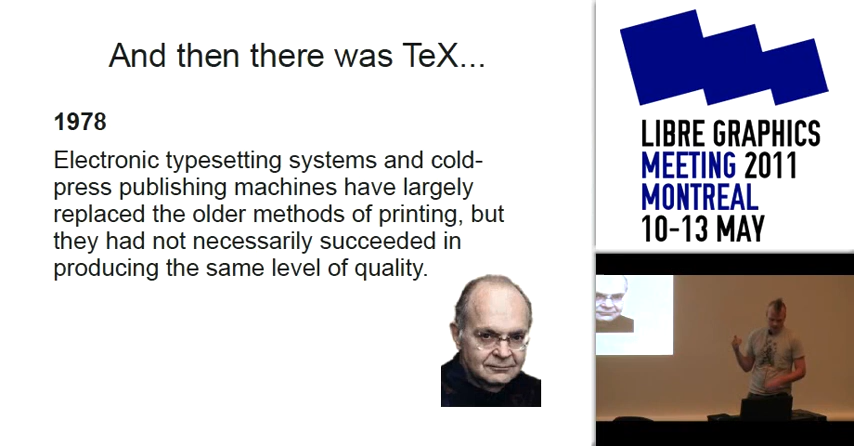 And then there was TeX...
1978
Electronic typesetting systems and cold-
press publishing machines have largely
replaced the older methods of printing, but
they had not necessarily succeeded in
producing the same level of quality.
LIBRE GRAPHICS
MEETING 2011
MONTREAL
10-13 MAY